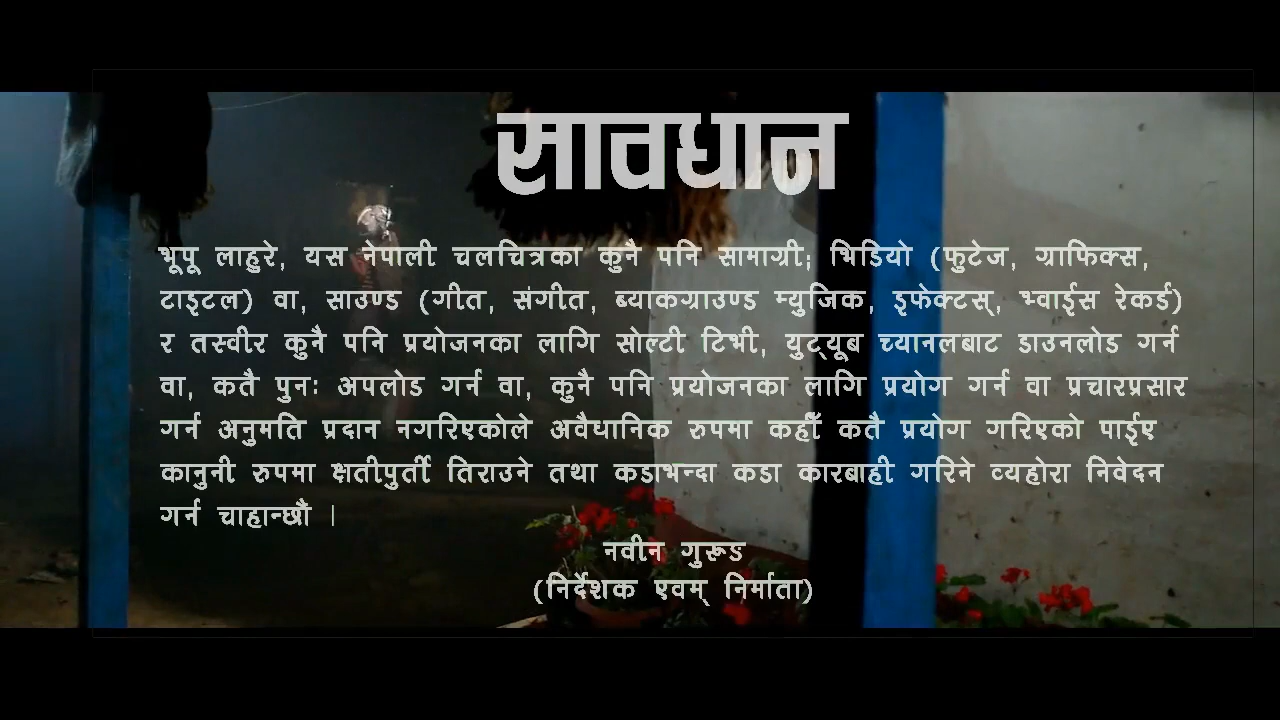 सावधान
भूपू लाहुरे, यस नेपाली चलचित्रका कुनै पनि सामाग्री; भिडियो (फुटेज, ग्राफिक्स,
टाइटल) वा, साउण्ड (गीत, संगीत, ब्याकग्राउण्ड म्युजिक, इफेक्टस्, भ्वाईस रेकर्ड)
र तस्वीर कुनै पनि प्रयोजनका लागि सोल्टी टिभी, युट्यूब च्यानलबाट डाउनलोड गर्न
वा, कतै पुनः अपलोड गर्न वा, कुनै पनि प्रयोजनका लागि प्रयोग गर्न वा प्रचारप्रसार
गर्न अनुमति प्रदान नगरिएकोले अवैधानिक रुपमा कहीँ कतै प्रयोग गरिएको पाईए
कानुनी रुपमा क्षतीपुर्ती तिराउने तथा कडाभन्दा कडा कारबाही गरिने व्यहोरा निवेदन
गर्न चाहान्छौ ।
नवीन गुरूङ
(निर्देशक एवम् निर्माता)